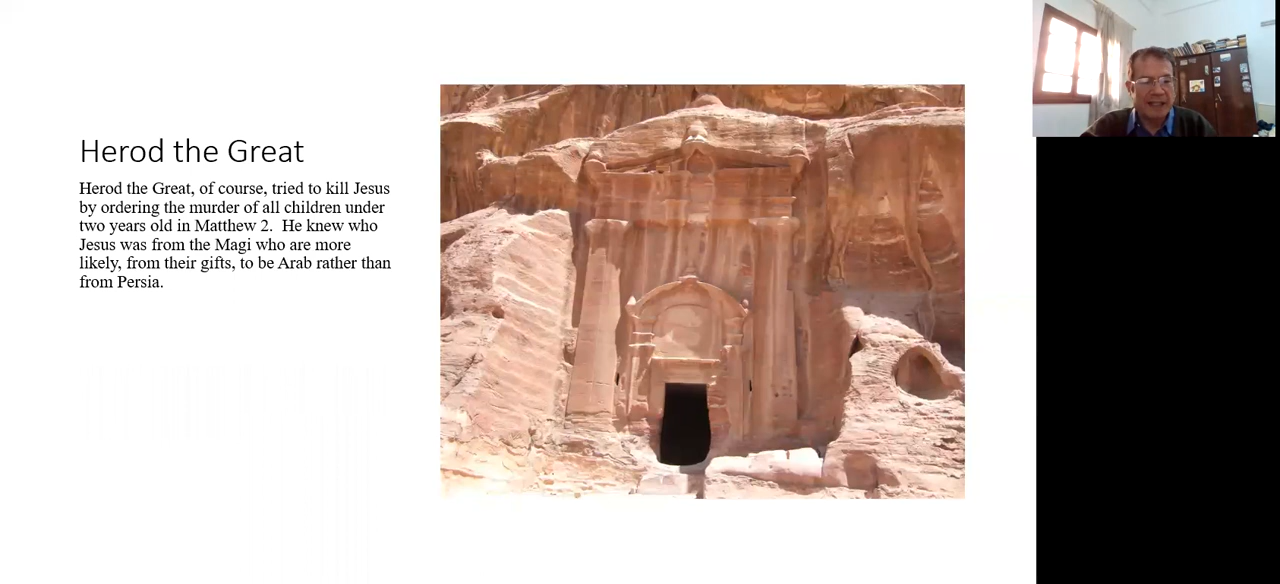 Herod the Great
Herod the Great, of course, tried to kill Jesus
by ordering the murder of all children under
two years old in Matthew 2.  He knew who
Jesus was from the Magi who are more
likely, from their gifts, to be Arab rather than
from Persia.